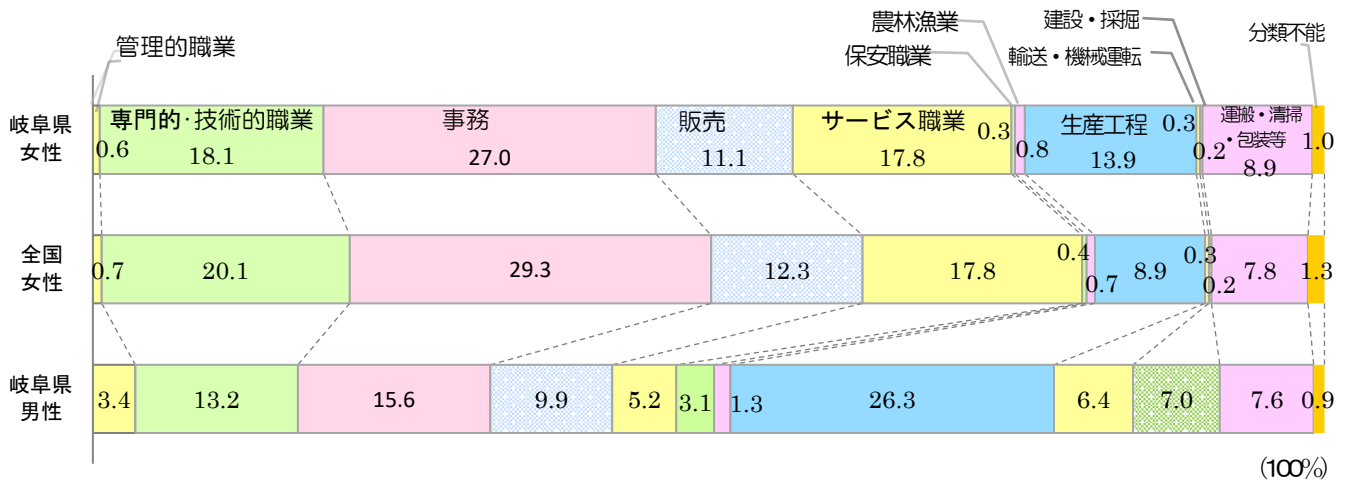 管理的職業
農林漁業
保安職業
建設・採掘
輸送・機械運転
分類不能
岐阜県
女性
0.6
専門的・技術的職業
18.1
事務
27.0
販売
11.1
サービス職業
17.8
0.3
0.8
生産工程
13.9
0.3
0.2
運搬・清掃
・包装等
8.9
1.0
全国
女性
0.7
20.1
29.3
12.3
17.8
0.4
0.7
8.9
0.3
0.2
7.8
1.3
岐阜県
男性
3.4
13.2
15.6
9.9
5.2
3.1
1.3
26.3
6.4
7.0
7.6
0.9
(100%)